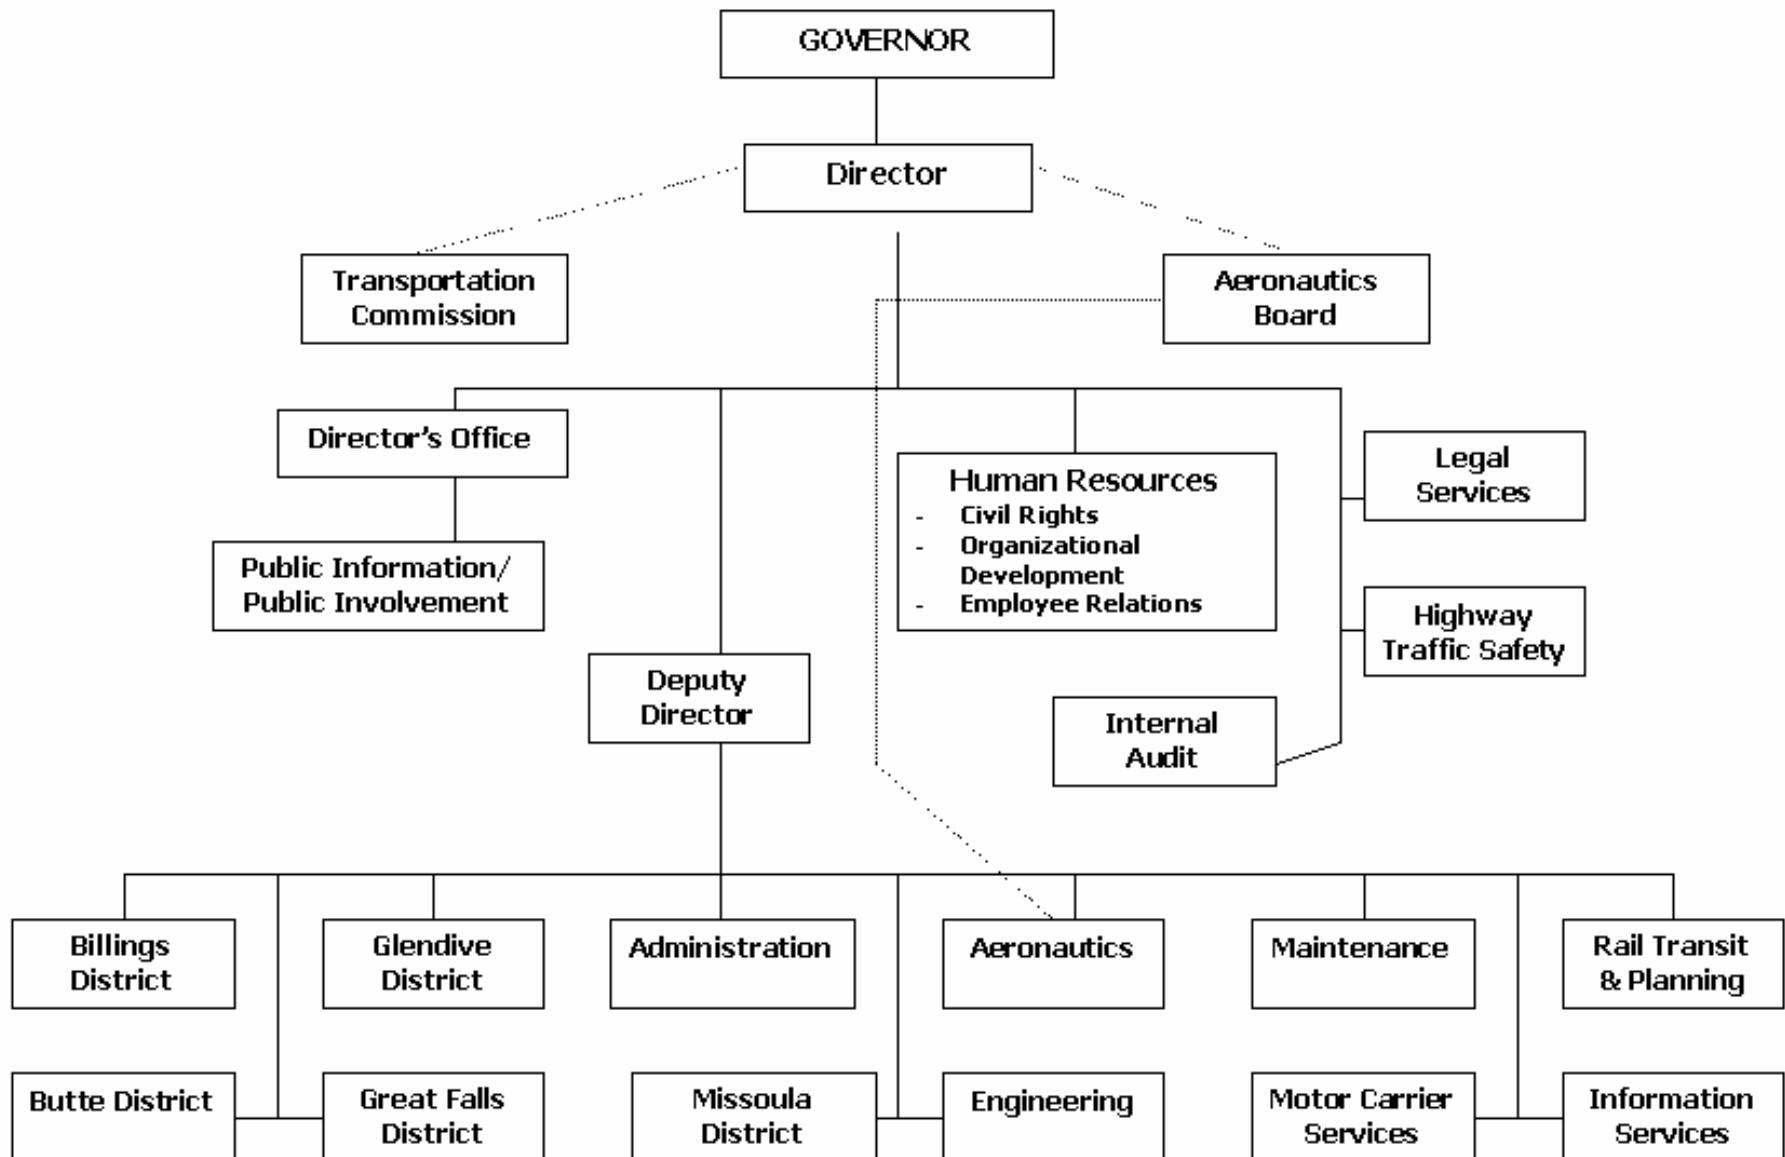 GOVERNOR
Director
Transportation
Commission
Aeronautics
Board
Director's Office
Human Resources
- Civil Rights
- Organizational
Development
- Employee Relations
Legal
Services
Public Information/
Public Involvement
Highway
Traffic Safety
Deputy
Director
Internal
Audit
Billings
District
Glendive
District
Administration
Aeronautics
Maintenance
Rail Transit
& Planning
Butte District
Great Falls
District
Missoula
District
Engineering
Motor Carrier
Services
Information
Services